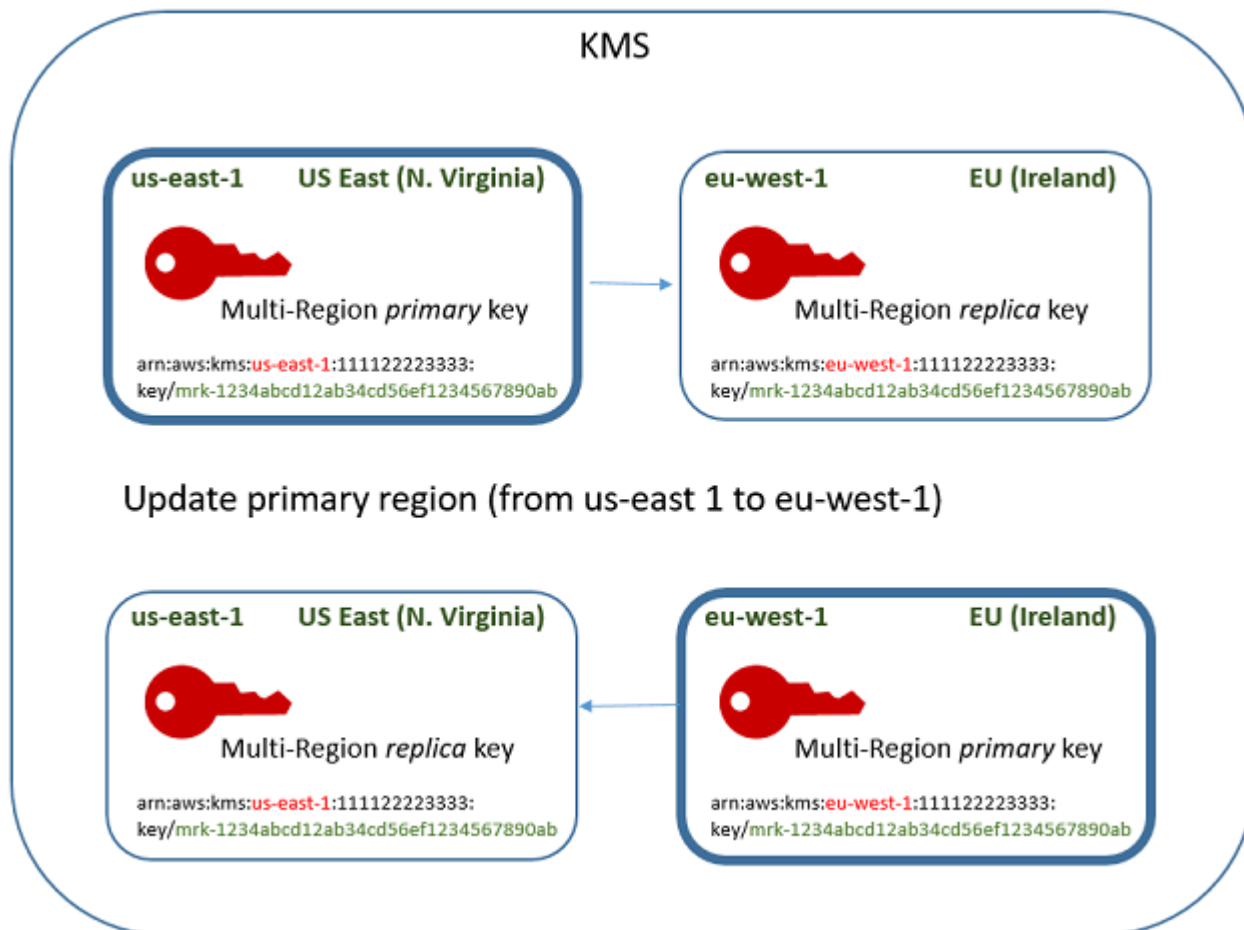 KMS
us-east-1 US East (N. Virginia)
Multi-Region primary key
arn:aws:kms:us-east-1:111122223333:
key/mrk-1234abcd12ab34cd56ef1234567890ab
eu-west-1 EU (Ireland)
Multi-Region replica key
arn:aws:kms:eu-west-1:111122223333:
key/mrk-1234abcd12ab34cd56ef1234567890ab
Update primary region (from us-east 1 to eu-west-1)
us-east-1 US East (N. Virginia)
Multi-Region replica key
arn:aws:kms:us-east-1:111122223333:
key/mrk-1234abcd12ab34cd56ef1234567890ab
eu-west-1 EU (Ireland)
Multi-Region primary key
arn:aws:kms:eu-west-1:111122223333:
key/mrk-1234abcd12ab34cd56ef1234567890ab